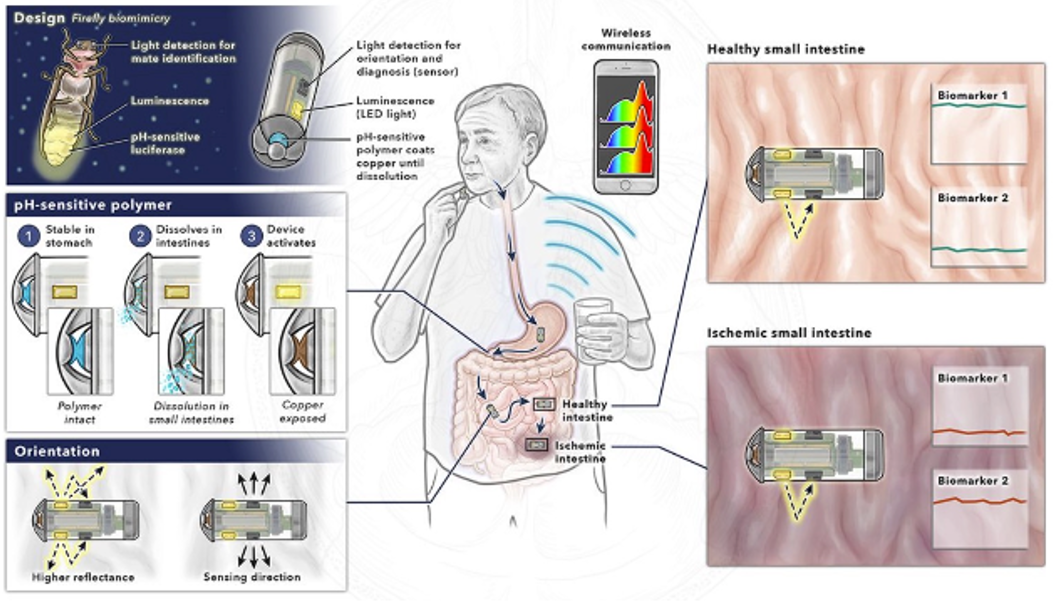 Design Firefly biomimicry
Light detection for
mate identification
Luminescence
pH-sensitive
luciferase
Light detection for
orientation and
diagnosis (sensor)
Luminescence
(LED light)
pH-sensitive
polymer coats
copper until
dissolution
pH-sensitive polymer
1 Stable in
stomach
2 Dissolves in
intestines
3 Device
activates
Polymer
intact
Dissolution in
small intestines
Copper
exposed
Orientation
Higher reflectance
Sensing direction
Wireless
communication
Healthy
intestine
Ischemic
intestine
Healthy small intestine
Biomarker 1
Biomarker 2
Ischemic small intestine
Biomarker 1
Biomarker 2